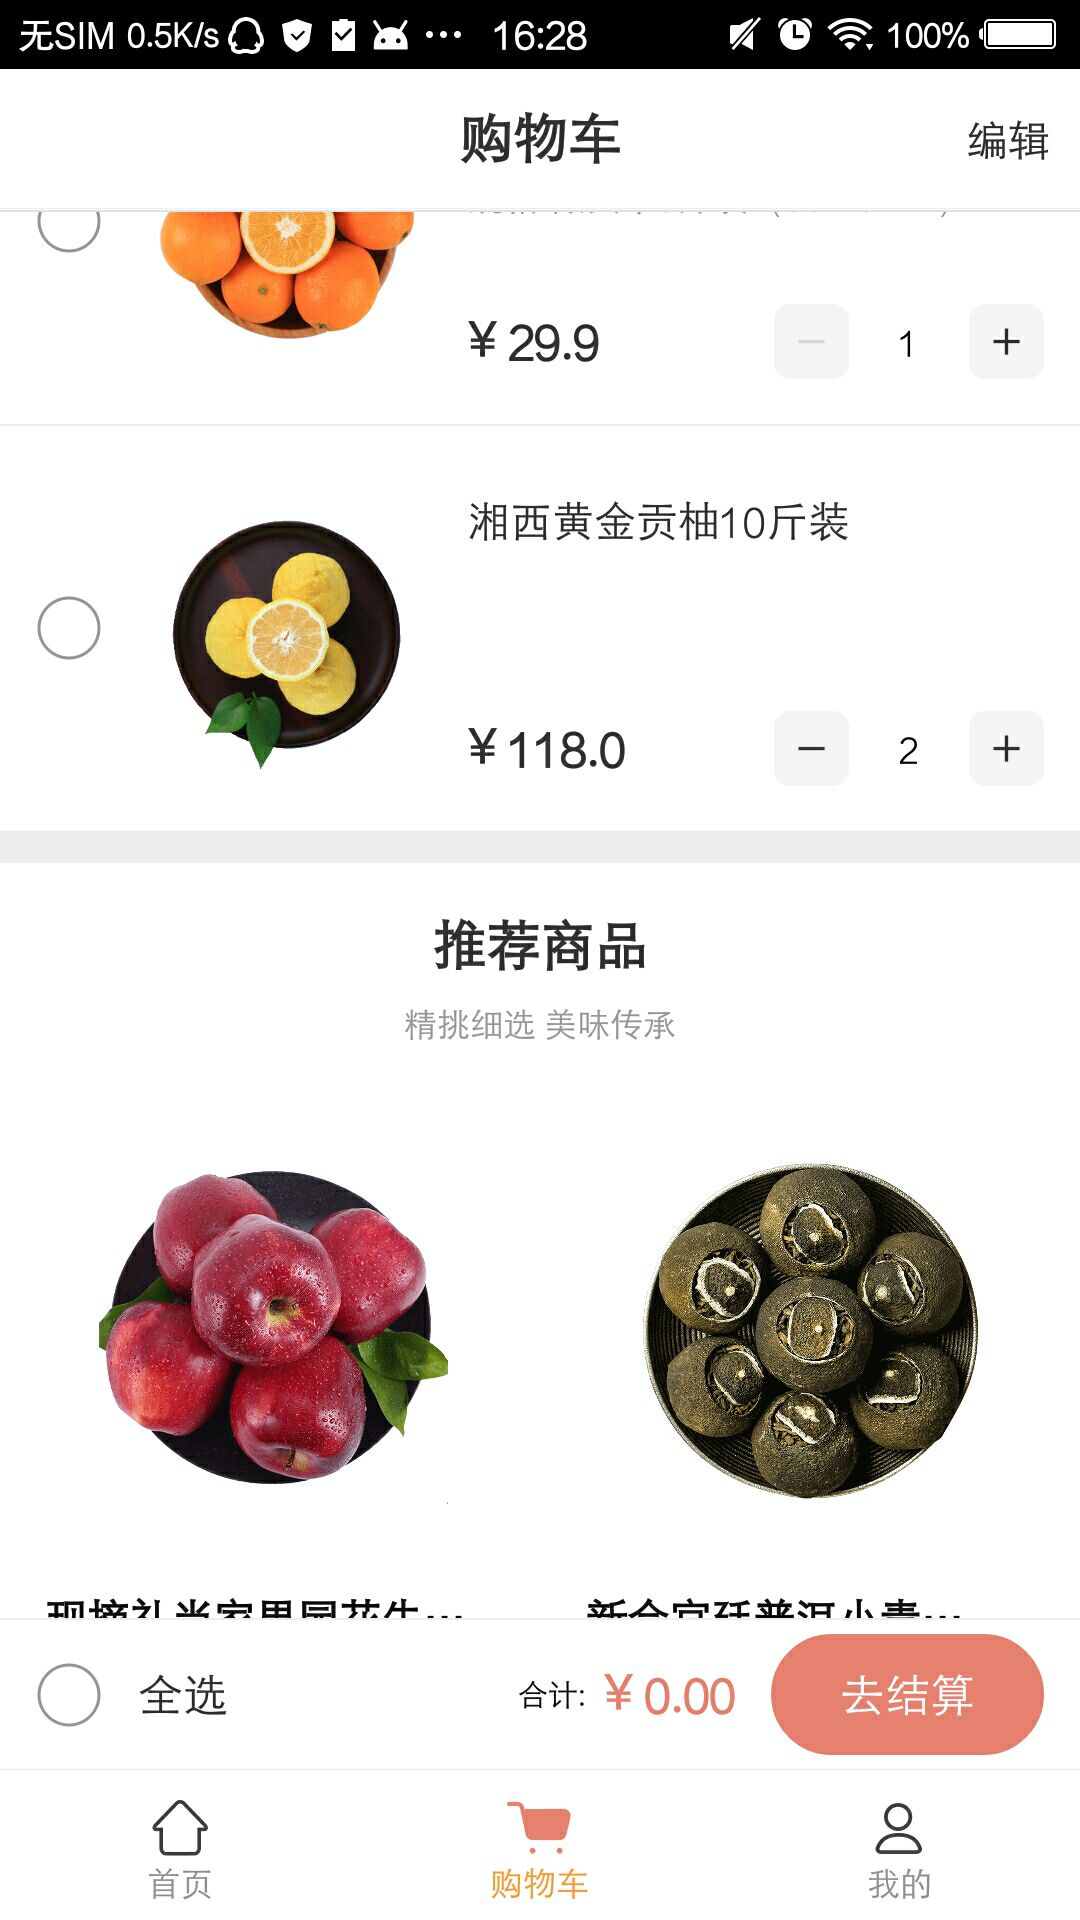 无SIM 0.5K/s 16:28 100%
购物车 编辑
¥ 29.9 1
湘西黄金贡柚10斤装
¥ 118.0 2
推荐商品
精挑细选 美味传承
全选 合计: ¥ 0.00 去结算
首页 购物车 我的